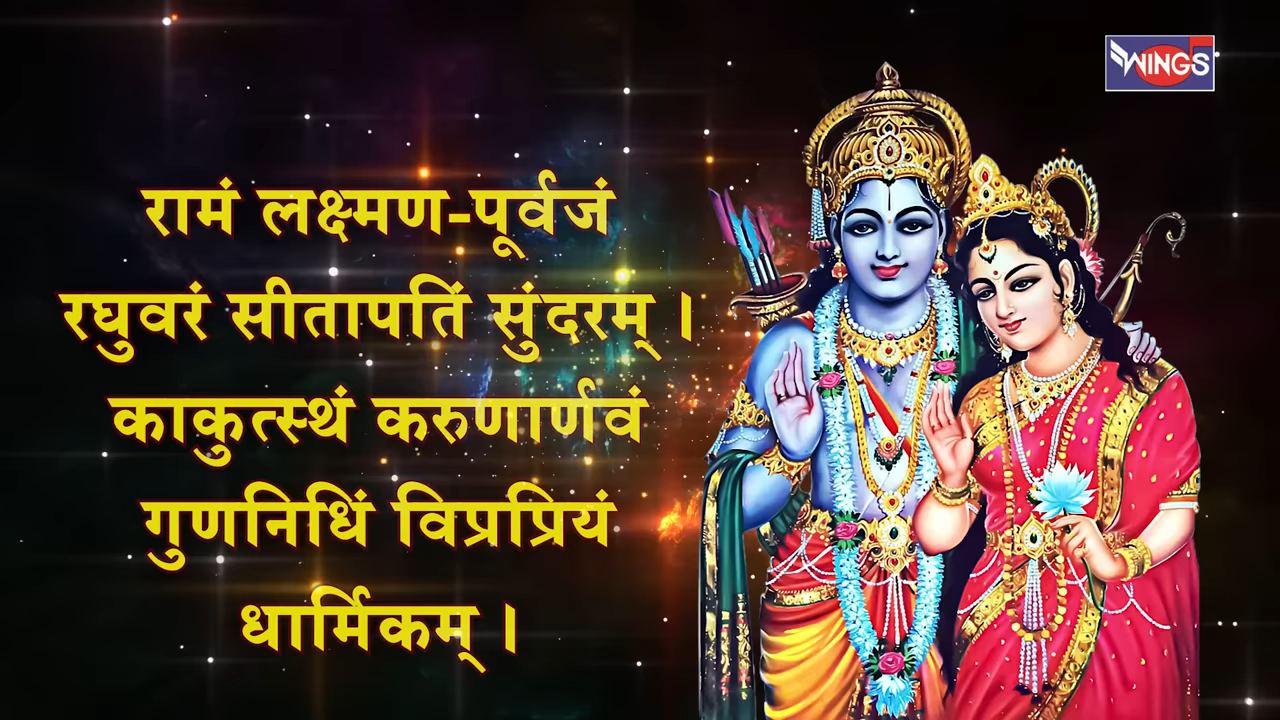 WINGS
रामं लक्ष्मण-पूर्वजं
रघुवरं सीतापतिं सुंदरम् ।
काकुत्स्थं करुणार्णवं
गुणनिधिं विप्रप्रियं
धार्मिकम् ।